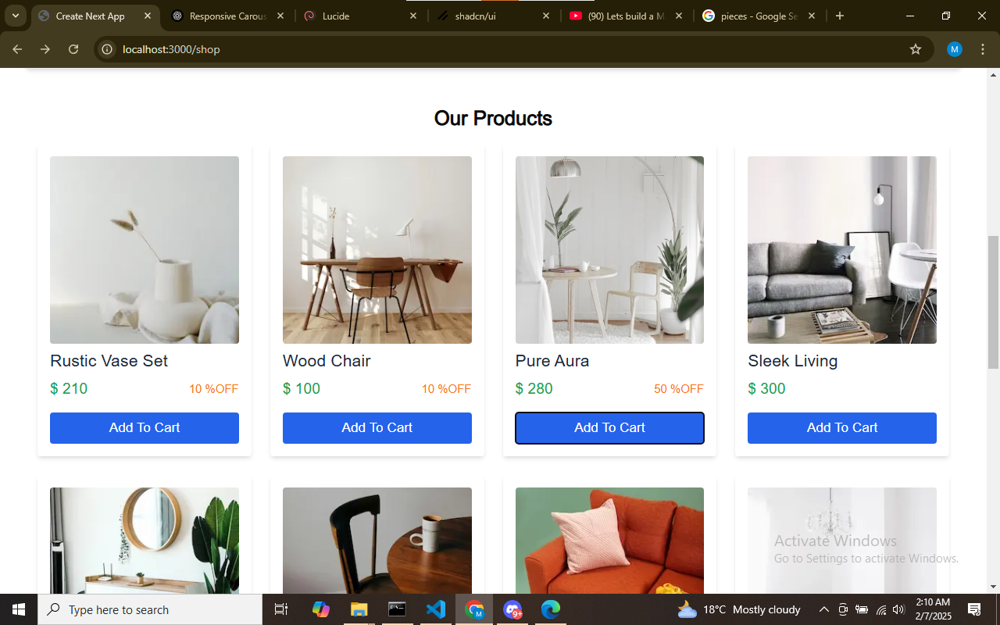 Create Next App
Responsive Carous
Lucide
shadcn/ui
(90) Lets build a M
pieces - Google Se
localhost:3000/shop
M
Our Products
Rustic Vase Set
$ 210
10 %OFF
Add To Cart
Wood Chair
$ 100
10 %OFF
Add To Cart
Pure Aura
$ 280
50 %OFF
Add To Cart
Sleek Living
$ 300
Add To Cart
Activate Windows
Go to Settings to activate Windows.
Type here to search
M
9+
18°C Mostly cloudy
2:10 AM
2/7/2025